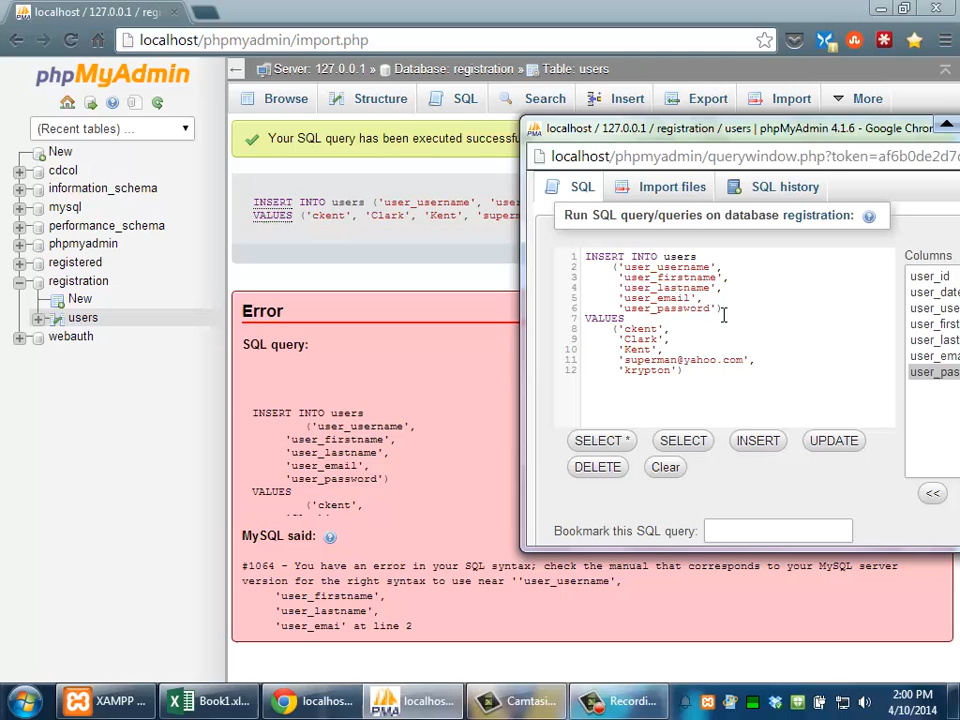 localhost / 127.0.0.1 / reg
localhost/phpmyadmin/import.php
phpMyAdmin
(Recent tables) ...
New
cdcol
information_schema
mysql
performance_schema
phpmyadmin
registered
registration
New
users
webauth
Server: 127.0.0.1 » Database: registration » Table: users
Browse Structure SQL Search Insert Export Import More
Your SQL query has been executed successfu
INSERT INTO users ('user_username', 'use
VALUES ('ckent', 'Clark', 'Kent', 'superm
Error
SQL query:
INSERT INTO users
('user_username',
'user_firstname',
'user_lastname',
'user_email',
'user_password')
VALUES
('ckent',
MySQL said:
#1064 - You have an error in your SQL syntax; check the manual that corresponds to your MySQL server
version for the right syntax to use near ''user_username',
'user_firstname',
'user_lastname',
'user_emai' at line 2
localhost / 127.0.0.1 / registration / users | phpMyAdmin 4.1.6 - Google Chron
localhost/phpmyadmin/querywindow.php?token=af6b0de2d7c
SQL Import files SQL history
Run SQL query/queries on database registration:
1 INSERT INTO users
2 ('user_username',
3 'user_firstname',
4 'user_lastname',
5 'user_email',
6 'user_password')
7 VALUES
8 ('ckent',
9 'Clark',
10 'Kent',
11 'superman@yahoo.com',
12 'krypton')
Columns
user_id
user_date
user_use
user_first
user_last
user_ema
user_pas
SELECT * SELECT INSERT UPDATE
DELETE Clear
<<
Bookmark this SQL query:
XAMPP ... Book1.xl... localhos... localhos... Camtasi... Recordi...
2:00 PM
4/10/2014